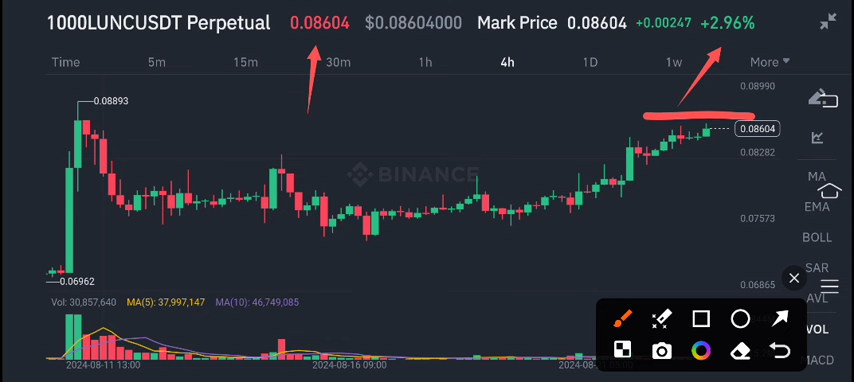 1000LUNCUSDT Perpetual 0.08604 $0.08604000 Mark Price 0.08604 +0.00247 +2.96%
Time 5m 15m 30m 1h 4h 1D 1w More
0.08990
0.08893
0.08604
0.08282
BINANCE
MA
EMA
0.07573
BOLL
SAR
0.06962
0.06865
AVL
Vol: 30,857,640 MA(5): 37,997,147 MA(10): 46,749,085
VOL
MACD
2024-08-11 13:00 2024-08-16 09:00